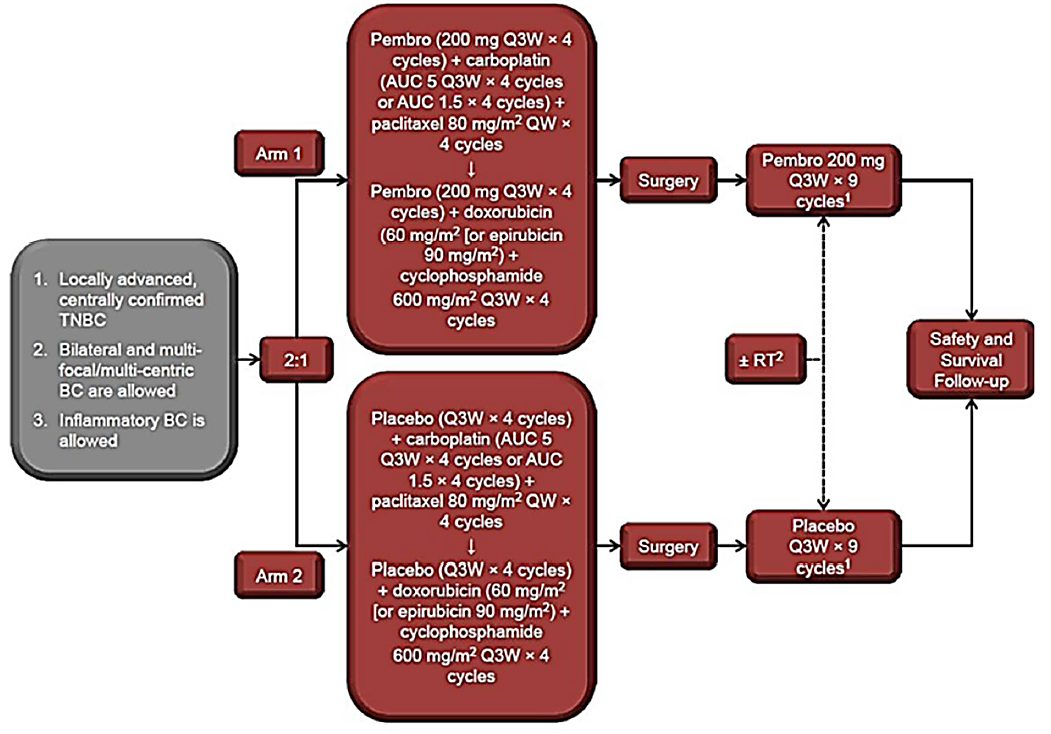 1. Locally advanced,
centrally confirmed
TNBC
2. Bilateral and multi-
focal/multi-centric
BC are allowed
3. Inflammatory BC is
allowed
2:1
Arm 1
Pembro (200 mg Q3W × 4
cycles) + carboplatin
(AUC 5 Q3W × 4 cycles
or AUC 1.5 × 4 cycles) +
paclitaxel 80 mg/m² QW ×
4 cycles
↓
Pembro (200 mg Q3W × 4
cycles) + doxorubicin
(60 mg/m² [or epirubicin
90 mg/m²) +
cyclophosphamide
600 mg/m² Q3W × 4
cycles
Surgery
Pembro 200 mg
Q3W × 9
cycles¹
Arm 2
Placebo (Q3W × 4 cycles)
+ carboplatin (AUC 5
Q3W × 4 cycles or AUC
1.5 × 4 cycles) +
paclitaxel 80 mg/m² QW ×
4 cycles
↓
Placebo (Q3W × 4 cycles)
+ doxorubicin (60 mg/m²
[or epirubicin 90 mg/m²) +
cyclophosphamide
600 mg/m² Q3W × 4
cycles
Surgery
Placebo
Q3W × 9
cycles¹
± RT²
Safety and
Survival
Follow-up